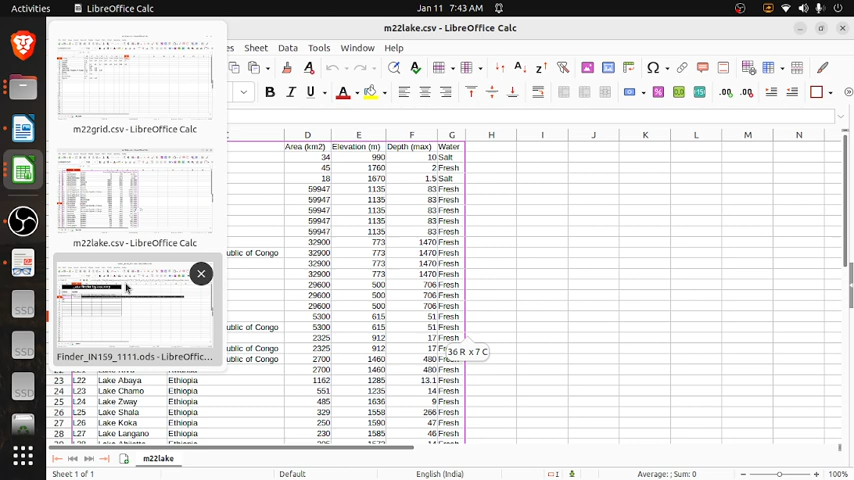 Activities
LibreOffice Calc
Jan 11 7:43 AM
m22lake.csv - LibreOffice Calc
s Sheet Data Tools Window Help
m22grid.csv - LibreOffice Calc
m22lake.csv - LibreOffice Calc
Finder_IN159_1111.ods - LibreOffic...
D E F G H I J K L M N
Area (km2) Elevation (m) Depth (max) Water
34 990 10 Salt
45 1760 2 Fresh
18 1670 1.5 Salt
59947 1135 83 Fresh
59947 1135 83 Fresh
59947 1135 83 Fresh
59947 1135 83 Fresh
59947 1135 83 Fresh
32900 773 1470 Fresh
public of Congo 32900 773 1470 Fresh
32900 773 1470 Fresh
32900 773 1470 Fresh
29600 500 706 Fresh
29600 500 706 Fresh
29600 500 706 Fresh
5300 615 51 Fresh
public of Congo 5300 615 51 Fresh
2325 912 17 Fresh
public of Congo 2325 912 17 Fresh
public of Congo 2700 1460 480 Fresh
2700 1460 480 Fresh
36 R x 7 C
23 L22 Lake Abaya Ethiopia 1162 1285 13.1 Fresh
24 L23 Lake Chamo Ethiopia 551 1235 14 Fresh
25 L24 Lake Zway Ethiopia 485 1636 9 Fresh
26 L25 Lake Shala Ethiopia 329 1558 266 Fresh
27 L26 Lake Koka Ethiopia 250 1590 47 Fresh
28 L27 Lake Langano Ethiopia 230 1585 46 Fresh
m22lake
Sheet 1 of 1 Default English (India) Average: ; Sum: 0 100%